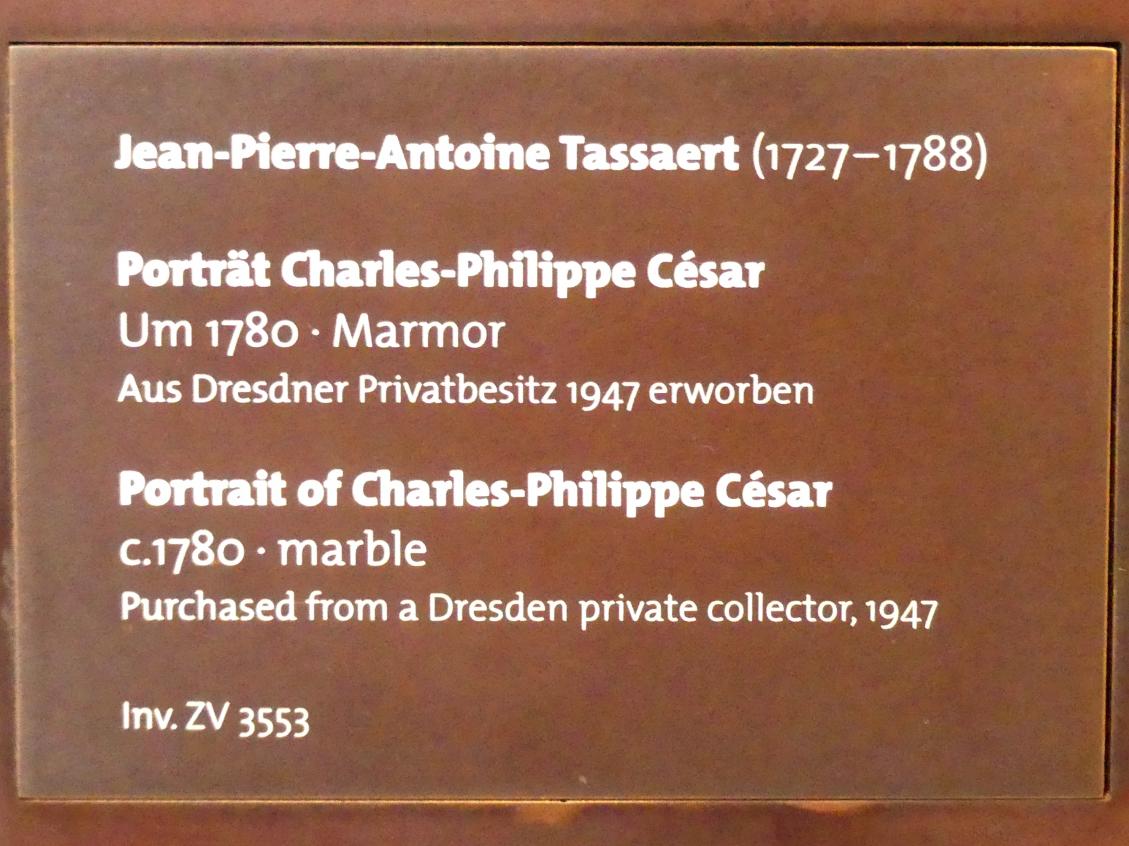 Jean-Pierre-Antoine Tassaert (1727–1788)
Porträt Charles-Philippe César
Um 1780 · Marmor
Aus Dresdner Privatbesitz 1947 erworben
Portrait of Charles-Philippe César
c.1780 · marble
Purchased from a Dresden private collector, 1947
Inv. ZV 3553